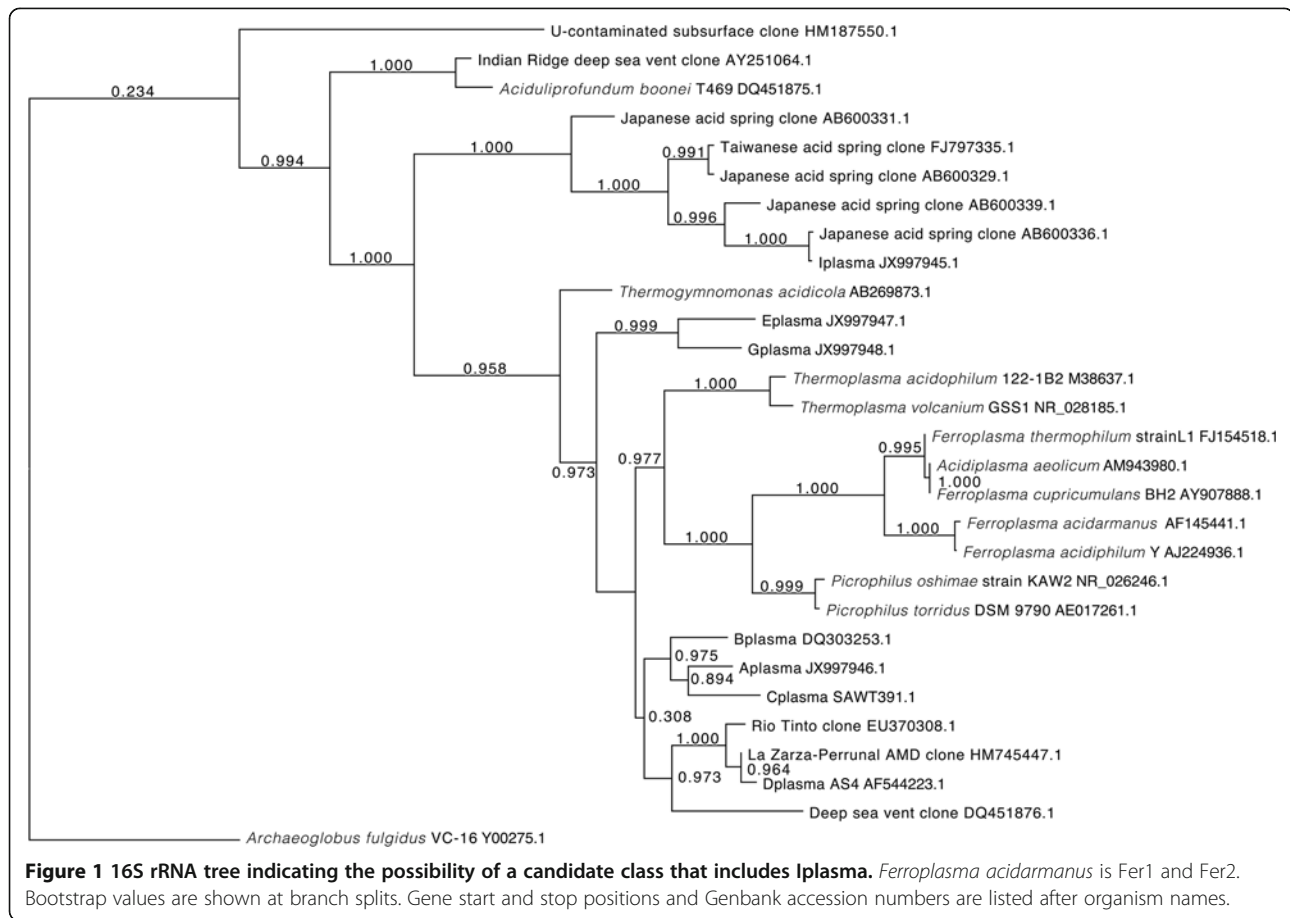 U-contaminated subsurface clone HM187550.1
Indian Ridge deep sea vent clone AY251064.1
1.000
Aciduliprofundum boonei T469 DQ451875.1
0.234
Japanese acid spring clone AB600331.1
Taiwanese acid spring clone FJ797335.1
0.991
1.000
0.994
Japanese acid spring clone AB600329.1
1.000
Japanese acid spring clone AB600339.1
0.996
Japanese acid spring clone AB600336.1
1.000
1.000
Iplasma JX997945.1
Thermogymnomonas acidicola AB269873.1
Eplasma JX997947.1
0.999
Gplasma JX997948.1
0.958
Thermoplasma acidophilum 122-1B2 M38637.1
1.000
Thermoplasma volcanium GSS1 NR_028185.1
Ferroplasma thermophilum strainL1 FJ154518.1
0.995
0.977
Acidiplasma aeolicum AM943980.1
0.973
1.000
1.000
Ferroplasma cupricumulans BH2 AY907888.1
Ferroplasma acidarmanus AF145441.1
1.000
1.000
Ferroplasma acidiphilum Y AJ224936.1
Picrophilus oshimae strain KAW2 NR_026246.1
0.999
Picrophilus torridus DSM 9790 AE017261.1
Bplasma DQ303253.1
0.975
Aplasma JX997946.1
0.894
Cplasma SAWT391.1
0.308
Rio Tinto clone EU370308.1
1.000
La Zarza-Perrunal AMD clone HM745447.1
0.964
0.973
Dplasma AS4 AF544223.1
Deep sea vent clone DQ451876.1
Archaeoglobus fulgidus VC-16 Y00275.1
Figure 1 16S rRNA tree indicating the possibility of a candidate class that includes Iplasma. Ferroplasma acidarmanus is Fer1 and Fer2.
Bootstrap values are shown at branch splits. Gene start and stop positions and Genbank accession numbers are listed after organism names.